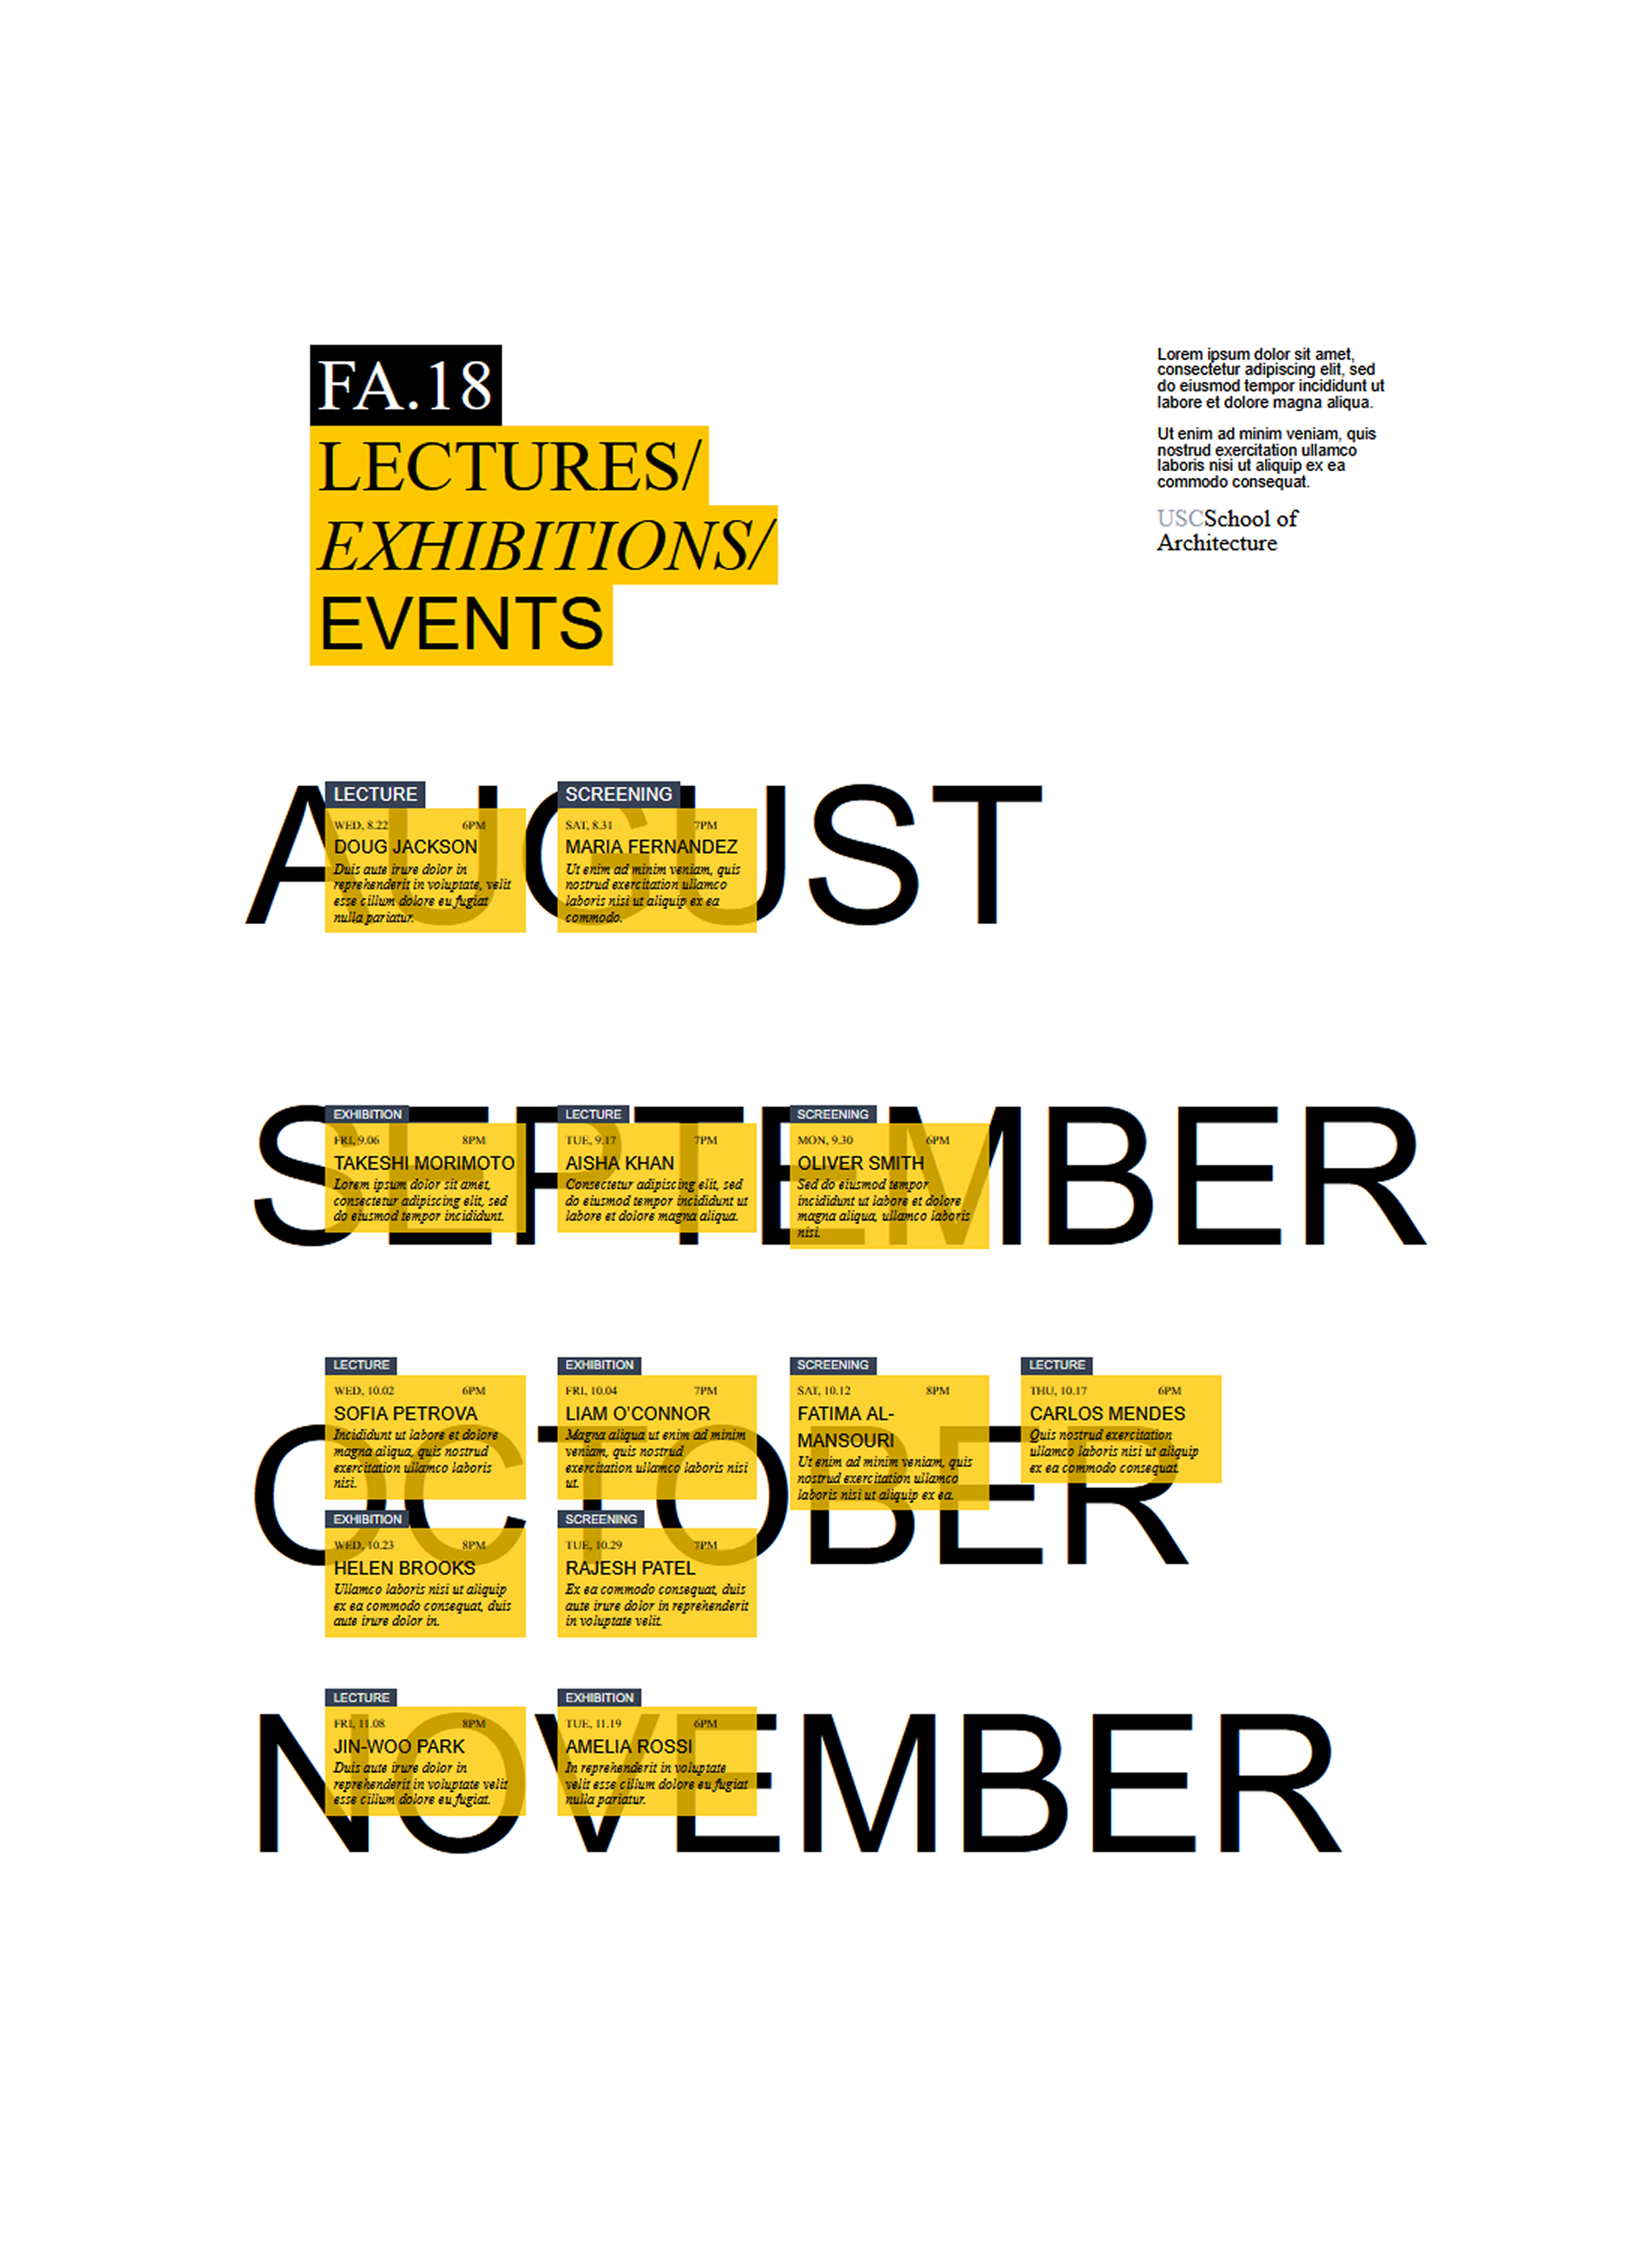 FA.18
LECTURES/
EXHIBITIONS/
EVENTS
Lorem ipsum dolor sit amet,
consectetur adipiscing elit, sed
do eiusmod tempor incididunt ut
labore et dolore magna aliqua.
Ut enim ad minim veniam, quis
nostrud exercitation ullamco
laboris nisi ut aliquip ex ea
commodo consequat.
USCSchool of
Architecture
AUGUST
LECTURE
WED, 8.22 6PM
DOUG JACKSON
Duis aute irure dolor in
reprehenderit in voluptate, velit
esse cillum dolore eu fugiat
nulla pariatur.
SCREENING
SAT, 8.31 7PM
MARIA FERNANDEZ
Ut enim ad minim veniam, quis
nostrud exercitation ullamco
laboris nisi ut aliquip ex ea
commodo.
SEPTEMBER
EXHIBITION
FRI, 9.06 8PM
TAKESHI MORIMOTO
Lorem ipsum dolor sit amet,
consectetur adipiscing elit, sed
do eiusmod tempor incididunt.
LECTURE
TUE, 9.17 7PM
AISHA KHAN
Consectetur adipiscing elit, sed
do eiusmod tempor incididunt ut
labore et dolore magna aliqua.
SCREENING
MON, 9.30 6PM
OLIVER SMITH
Sed do eiusmod tempor
incididunt ut labore et dolore
magna aliqua, ullamco laboris
nisi.
OCTOBER
LECTURE
WED, 10.02 6PM
SOFIA PETROVA
Incididunt ut labore et dolore
magna aliqua, quis nostrud
exercitation ullamco laboris
nisi.
EXHIBITION
FRI, 10.04 7PM
LIAM O'CONNOR
Magna aliqua ut enim ad minim
veniam, quis nostrud
exercitation ullamco laboris nisi
ut.
SCREENING
SAT, 10.12 8PM
FATIMA AL-
MANSOURI
Ut enim ad minim veniam, quis
nostrud exercitation ullamco
laboris nisi ut aliquip ex ea.
LECTURE
THU, 10.17 6PM
CARLOS MENDES
Quis nostrud exercitation
ullamco laboris nisi ut aliquip
ex ea commodo consequat.
EXHIBITION
WED, 10.23 8PM
HELEN BROOKS
Ullamco laboris nisi ut aliquip
ex ea commodo consequat, duis
aute irure dolor in.
SCREENING
TUE, 10.29 7PM
RAJESH PATEL
Ex ea commodo consequat, duis
aute irure dolor in reprehenderit
in voluptate velit.
NOVEMBER
LECTURE
FRI, 11.08 8PM
JIN-WOO PARK
Duis aute irure dolor in
reprehenderit in voluptate velit
esse cillum dolore eu fugiat.
EXHIBITION
TUE, 11.19 6PM
AMELIA ROSSI
In reprehenderit in voluptate
velit esse cillum dolore eu fugiat
nulla pariatur.